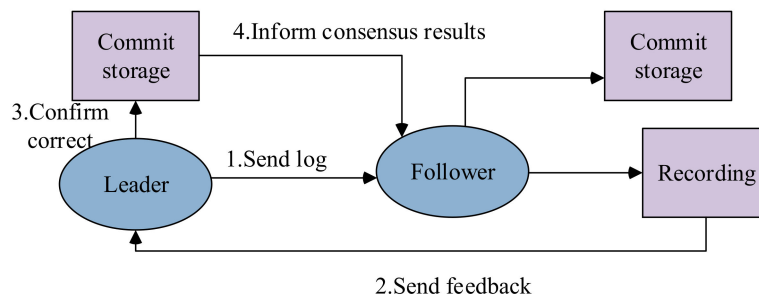 Commit
storage
4.Inform consensus results
Commit
storage
3.Confirm
correct
1.Send log
Leader
Follower
Recording
2.Send feedback